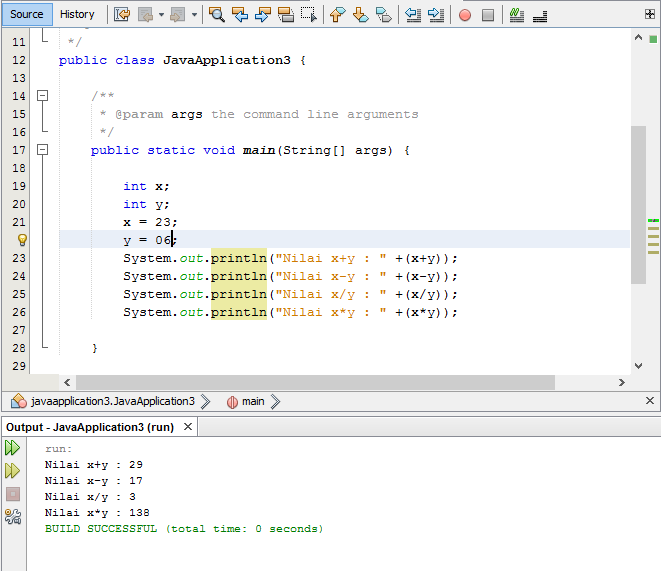 Source History
11 */
12 public class JavaApplication3 {
13
14 /**
15 * @param args the command line arguments
16 */
17 public static void main(String[] args) {
18
19 int x;
20 int y;
21 x = 23;
y = 06;
23 System.out.println("Nilai x+y : " +(x+y));
24 System.out.println("Nilai x-y : " +(x-y));
25 System.out.println("Nilai x/y : " +(x/y));
26 System.out.println("Nilai x*y : " +(x*y));
27
28 }
29
javaapplication3.JavaApplication3 main
Output - JavaApplication3 (run)
run:
Nilai x+y : 29
Nilai x-y : 17
Nilai x/y : 3
Nilai x*y : 138
BUILD SUCCESSFUL (total time: 0 seconds)